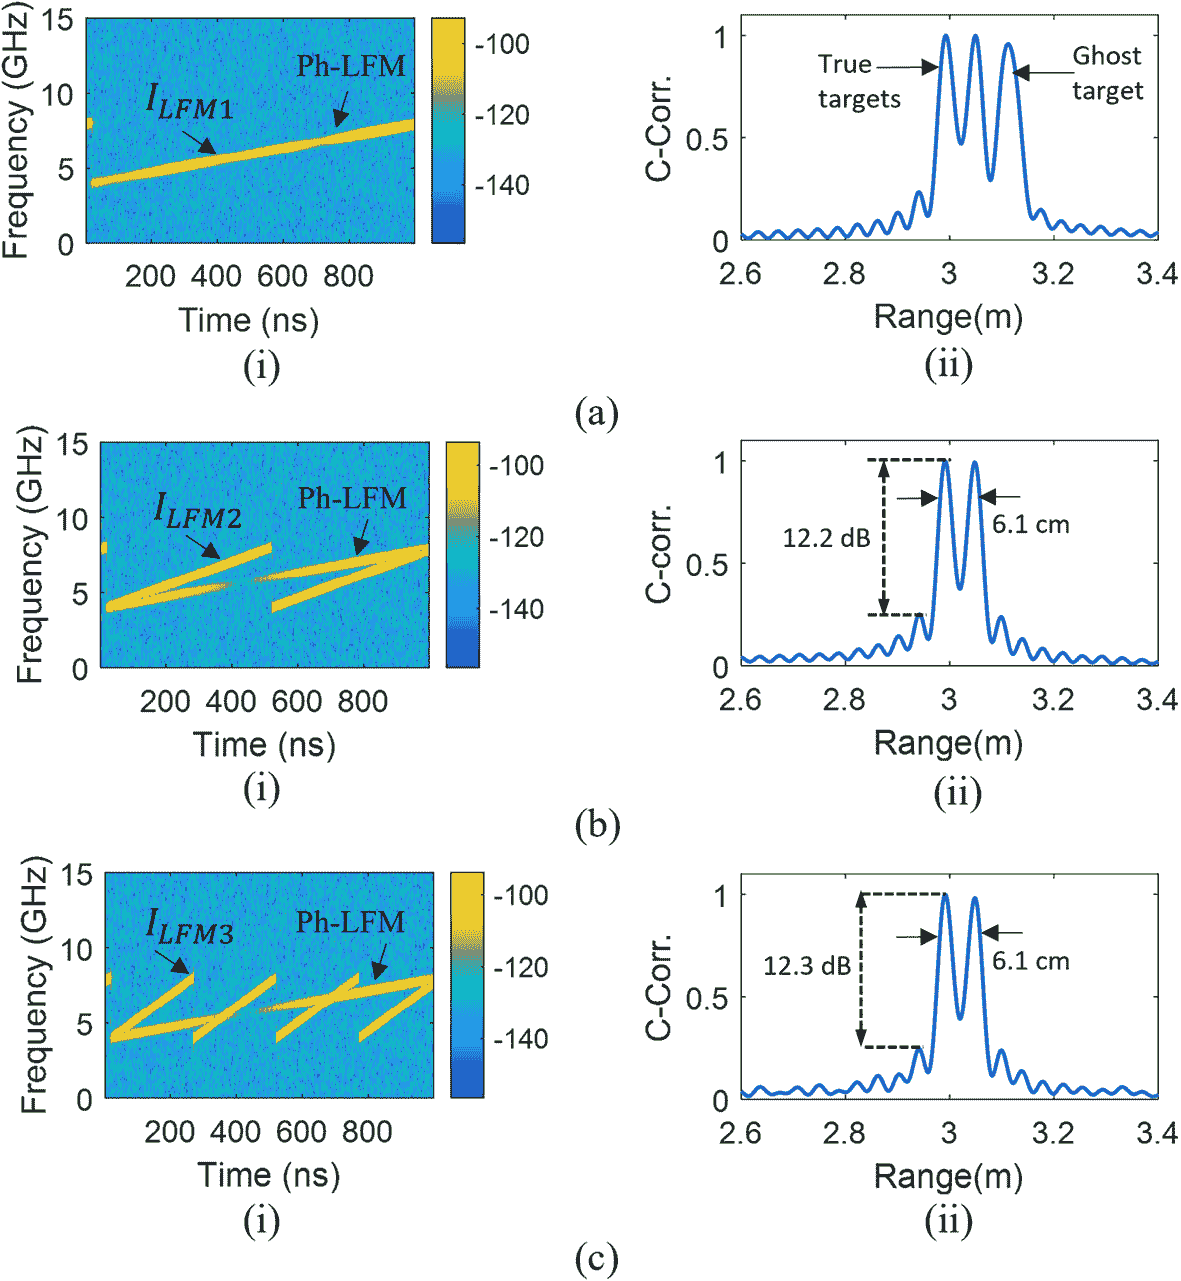 Frequency (GHz)
15
10
5
0
I_LFM1
Ph-LFM
200 400 600 800
Time (ns)
-100
-120
-140
(i)
C-Corr.
1
0.5
0
True
targets
Ghost
target
2.6 2.8 3 3.2 3.4
Range(m)
(ii)
(a)
Frequency (GHz)
15
10
5
0
I_LFM2
Ph-LFM
200 400 600 800
Time (ns)
-100
-120
-140
(i)
C-corr.
1
0.5
0
12.2 dB
6.1 cm
2.6 2.8 3 3.2 3.4
Range(m)
(ii)
(b)
Frequency (GHz)
15
10
5
0
I_LFM3
Ph-LFM
200 400 600 800
Time (ns)
-100
-120
-140
(i)
C-Corr.
1
0.5
0
12.3 dB
6.1 cm
2.6 2.8 3 3.2 3.4
Range(m)
(ii)
(c)